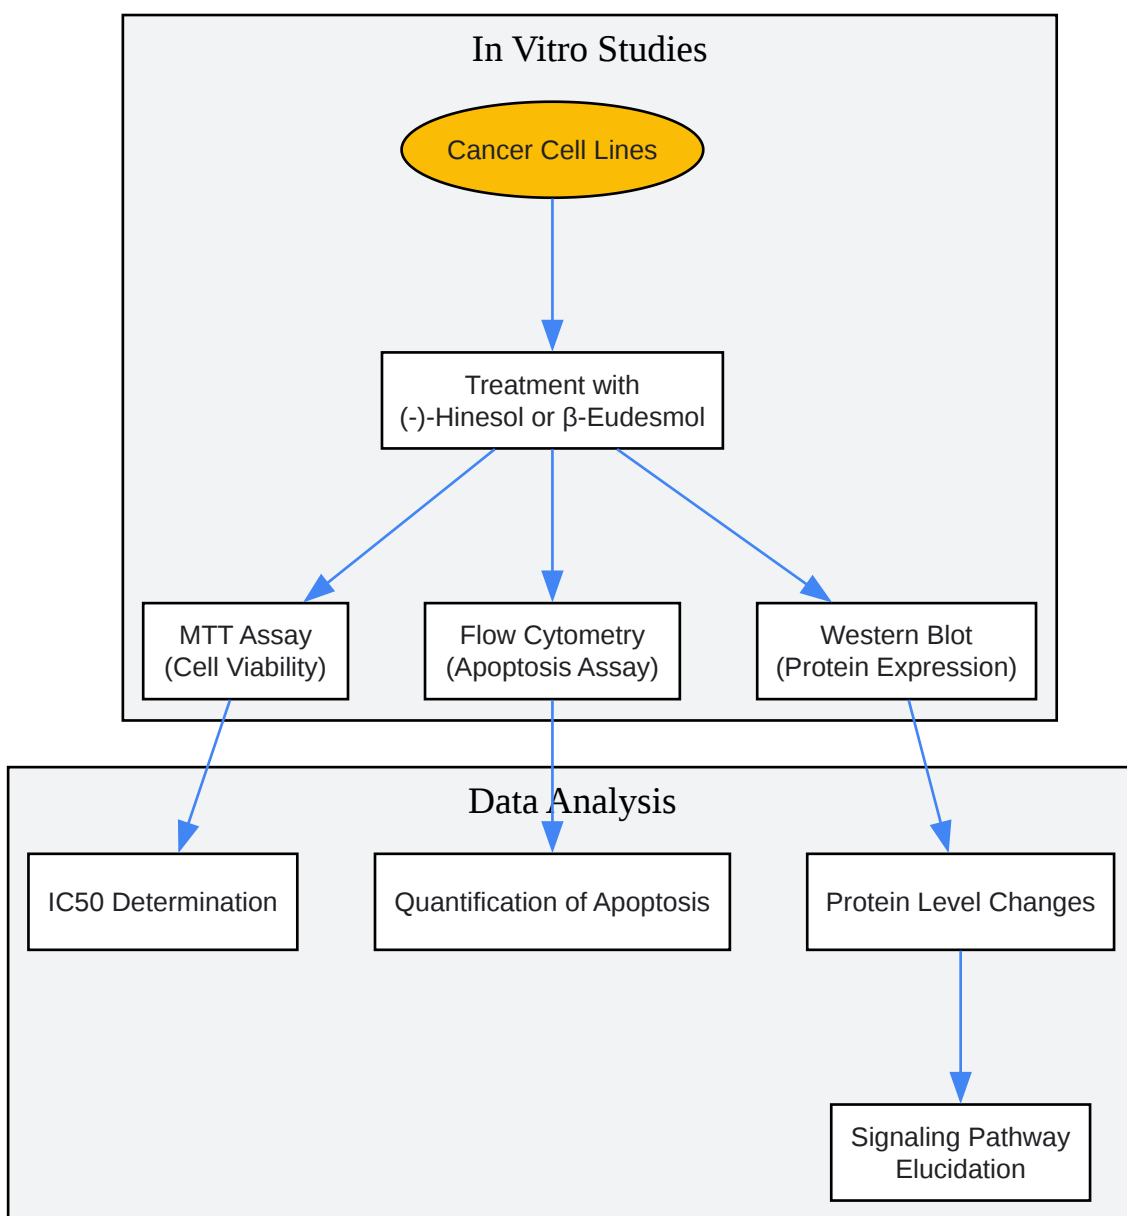 In Vitro Studies
Cancer Cell Lines
Treatment with
(-)-Hinesol or β-Eudesmol
MTT Assay
(Cell Viability)
Flow Cytometry
(Apoptosis Assay)
Western Blot
(Protein Expression)
Data Analysis
IC50 Determination
Quantification of Apoptosis
Protein Level Changes
Signaling Pathway
Elucidation